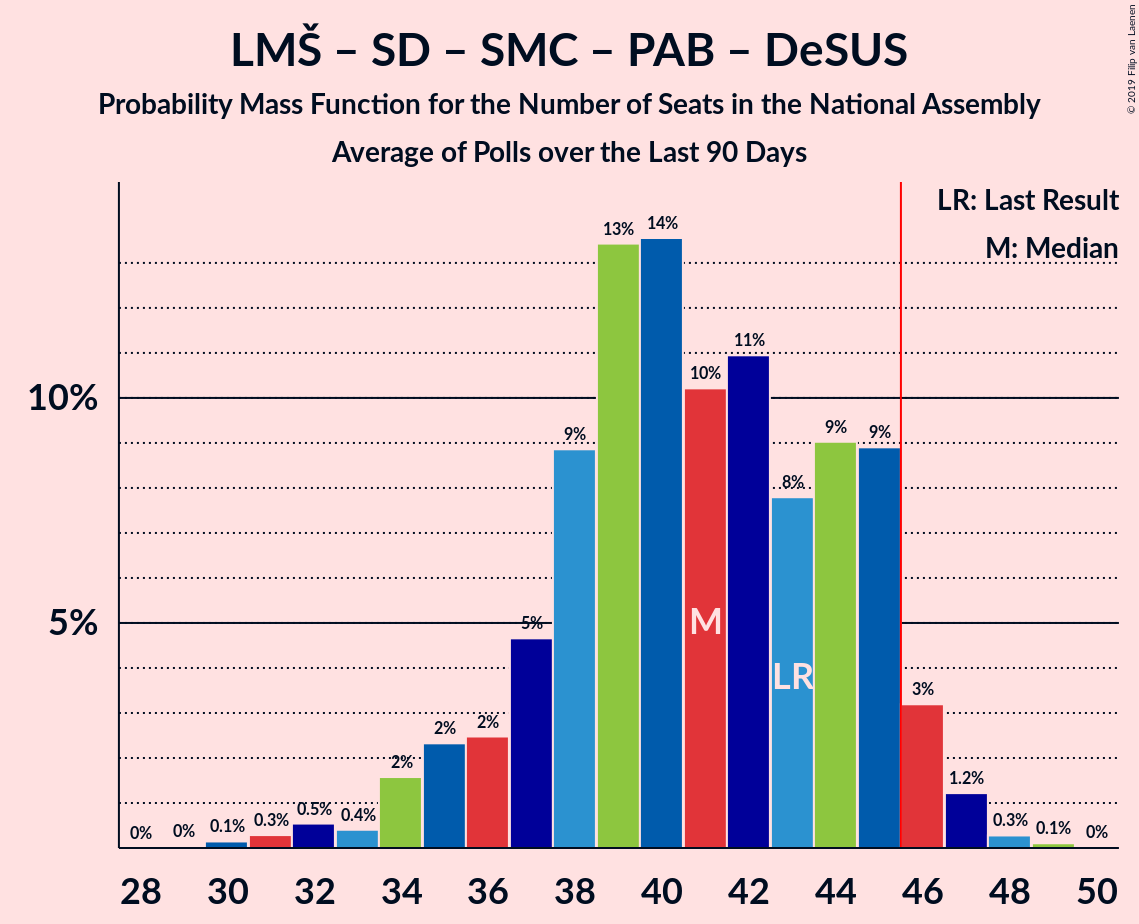 LMŠ – SD – SMC – PAB – DeSUS
Probability Mass Function for the Number of Seats in the National Assembly
Average of Polls over the Last 90 Days
© 2019 Filip van Laenen
LR: Last Result
M: Median
10%
5%
0%
0%
0.1%
0.3%
0.5%
0.4%
2%
2%
2%
5%
9%
13%
14%
10%
11%
8%
9%
9%
3%
1.2%
0.3%
0.1%
0%
M
LR
28 30 32 34 36 38 40 42 44 46 48 50